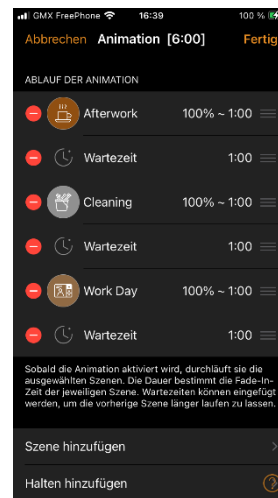 GMX FreePhone 16:39 100 %
Abbrechen Animation [6:00] Fertig
ABLAUF DER ANIMATION
Afterwork 100% ~ 1:00
Wartezeit 1:00
Cleaning 100% ~ 1:00
Wartezeit 1:00
Work Day 100% ~ 1:00
Wartezeit 1:00
Sobald die Animation aktiviert wird, durchläuft sie die
ausgewählten Szenen. Die Dauer bestimmt die Fade-In-
Zeit der jeweiligen Szene. Wartezeiten können eingefügt
werden, um die vorherige Szene länger laufen zu lassen.
Szene hinzufügen
Halten hinzufügen ?